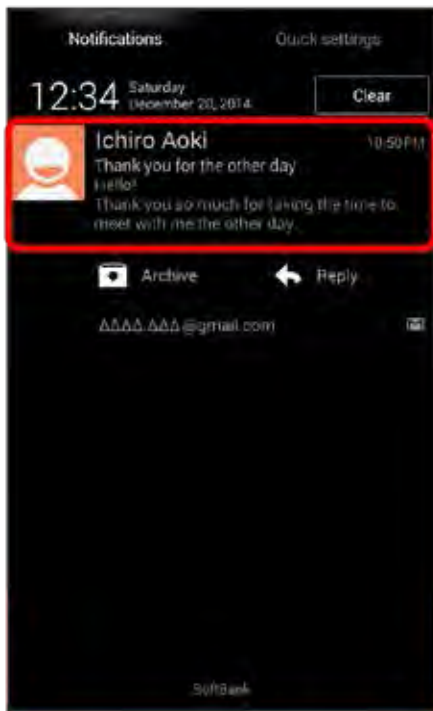 Notifications Quick settings
12:34 Saturday
December 20, 2014 Clear
Ichiro Aoki 10:50 PM
Thank you for the other day
Hello!
Thank you so much for taking the time to
meet with me the other day.
Archive Reply
ΔΔΔΔ.ΔΔΔ@gmail.com
SoftBank